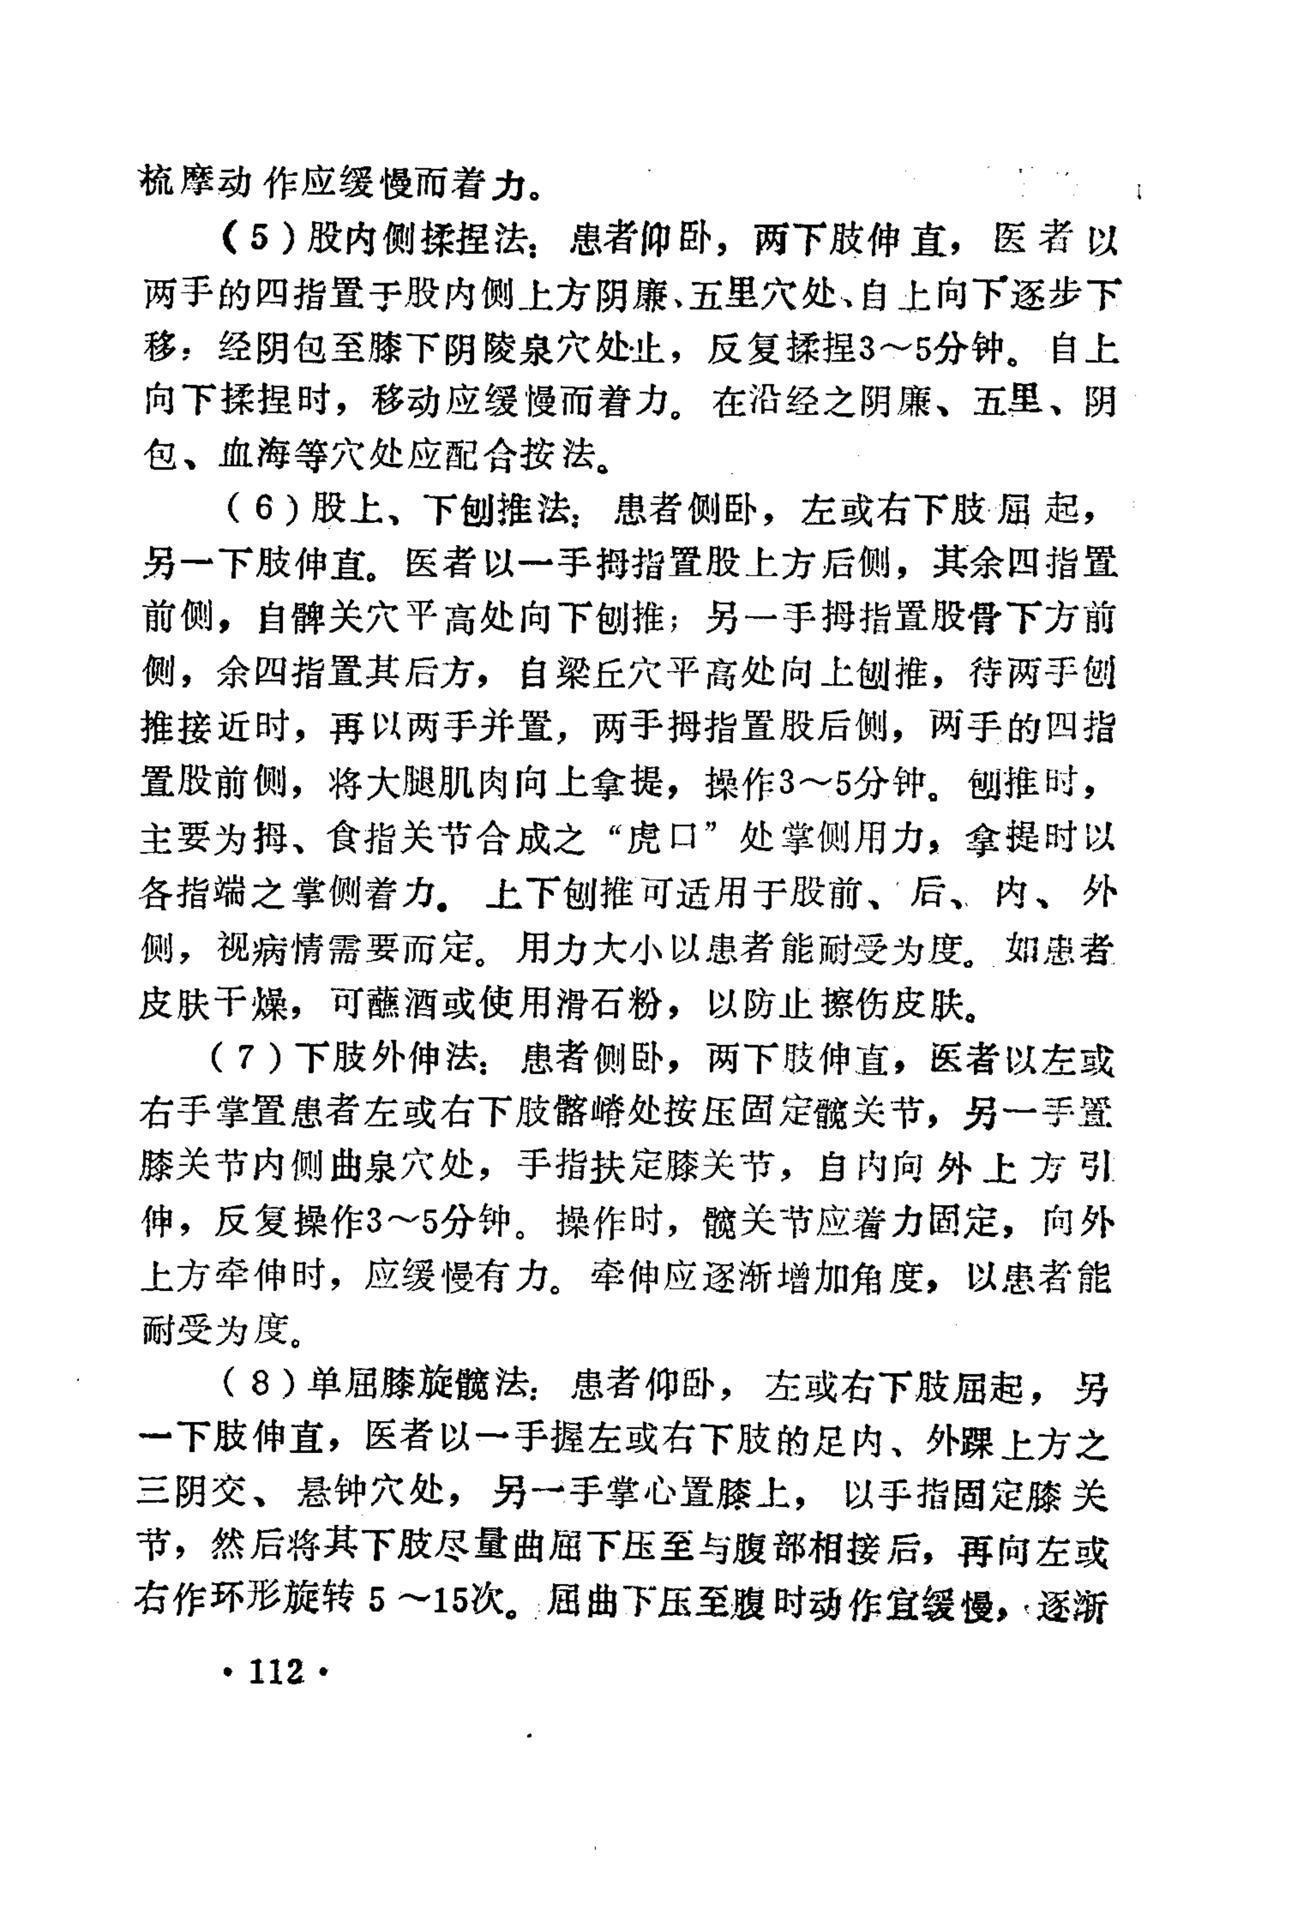 梳摩动作应缓慢而着力。
（5）股内侧揉捏法：患者仰卧，两下肢伸直，医者以
两手的四指置于股内侧上方阴廉、五里穴处、自上向下逐步下
移；经阴包至膝下阴陵泉穴处止，反复揉捏3～5分钟。自上
向下揉捏时，移动应缓慢而着力。在沿经之阴廉、五里、阴
包、血海等穴处应配合按法。
（6）股上、下刨推法：患者侧卧，左或右下肢屈起，
另一下肢伸直。医者以一手拇指置股上方后侧，其余四指置
前侧，自髀关穴平高处向下刨推；另一手拇指置股骨下方前
侧，余四指置其后方，自梁丘穴平高处向上刨推，待两手刨
推接近时，再以两手并置，两手拇指置股后侧，两手的四指
置股前侧，将大腿肌肉向上拿提，操作3～5分钟。刨推时，
主要为拇、食指关节合成之“虎口”处掌侧用力，拿提时以
各指端之掌侧着力。上下刨推可适用于股前、后、内、外
侧，视病情需要而定。用力大小以患者能耐受为度。如患者
皮肤干燥，可蘸酒或使用滑石粉，以防止擦伤皮肤。
（7）下肢外伸法：患者侧卧，两下肢伸直，医者以左或
右手掌置患者左或右下肢髂嵴处按压固定髋关节，另一手置
膝关节内侧曲泉穴处，手指扶定膝关节，自内向外上方引
伸，反复操作3～5分钟。操作时，髋关节应着力固定，向外
上方牵伸时，应缓慢有力。牵伸应逐渐增加角度，以患者能
耐受为度。
（8）单屈膝旋髋法：患者仰卧，左或右下肢屈起，另
一下肢伸直，医者以一手握左或右下肢的足内、外踝上方之
三阴交、悬钟穴处，另一手掌心置膝上，以手指固定膝关
节，然后将其下肢尽量曲屈下压至与腹部相接后，再向左或
右作环形旋转5～15次。屈曲下压至腹时动作宜缓慢，逐渐
·112·